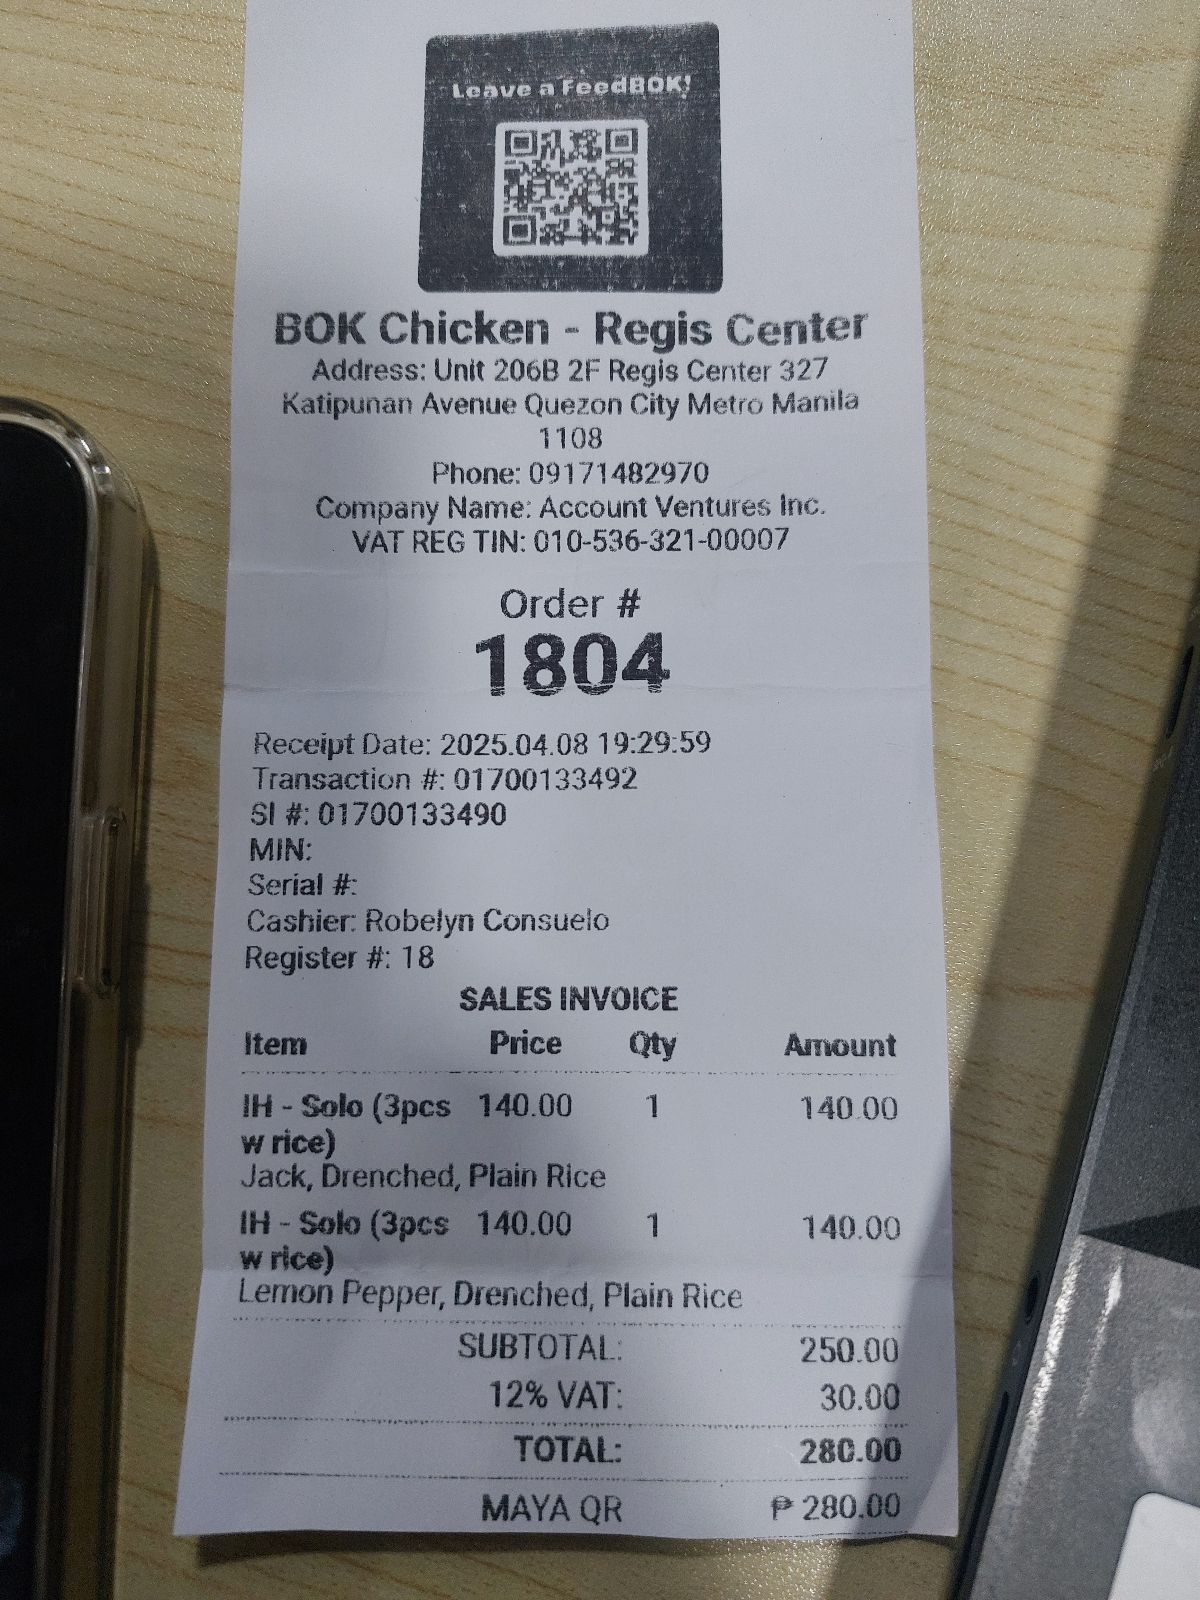 Leave a FeedBOK!
BOK Chicken - Regis Center
Address: Unit 206B 2F Regis Center 327
Katipunan Avenue Quezon City Metro Manila
1108
Phone: 09171482970
Company Name: Account Ventures Inc.
VAT REG TIN: 010-536-321-00007
Order #
1804
Receipt Date: 2025.04.08 19:29:59
Transaction #: 01700133492
SI #: 01700133490
MIN:
Serial #:
Cashier: Robelyn Consuelo
Register #: 18
SALES INVOICE
Item Price Qty Amount
IH - Solo (3pcs 140.00 1 140.00
w rice)
Jack, Drenched, Plain Rice
IH - Solo (3pcs 140.00 1 140.00
w rice)
Lemon Pepper, Drenched, Plain Rice
SUBTOTAL: 250.00
12% VAT: 30.00
TOTAL: 280.00
MAYA QR ₱ 280.00